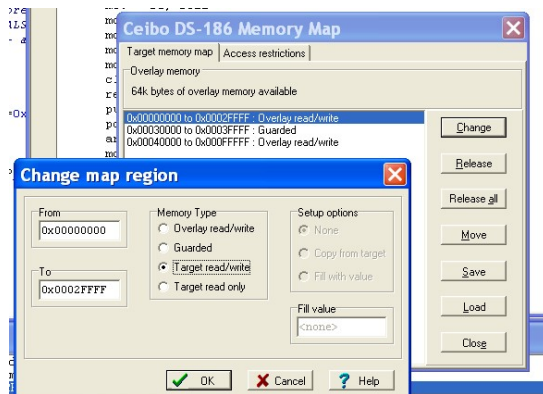 Ceibo DS-186 Memory Map
Target memory map
Access restrictions
Overlay memory
64k bytes of overlay memory available
0x00000000 to 0x0002FFFF : Overlay read/write
0x00030000 to 0x0003FFFF : Guarded
0x00040000 to 0x000FFFFF : Overlay read/write
Change
Release
Release all
Move
Save
Load
Close
Change map region
From
0x00000000
To
0x0002FFFF
Memory Type
Overlay read/write
Guarded
Target read/write
Target read only
Setup options
None
Copy from target
Fill with value
Fill value
<none>
OK
Cancel
Help